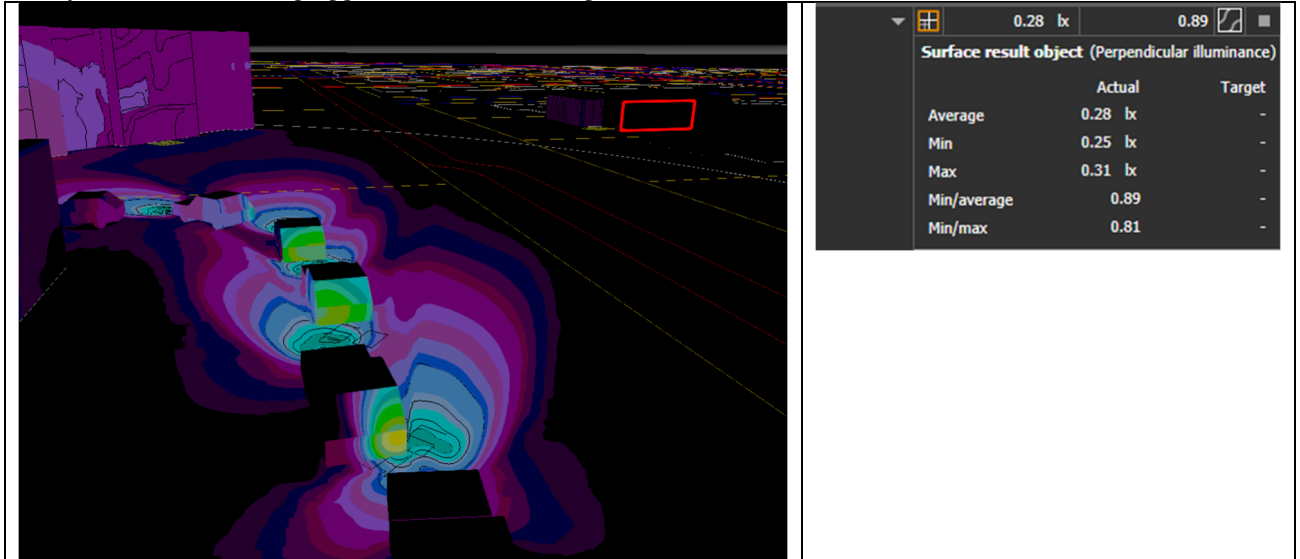 0.28 lx 0.89
Surface result object (Perpendicular illuminance)
Actual Target
Average 0.28 lx -
Min 0.25 lx -
Max 0.31 lx -
Min/average 0.89 -
Min/max 0.81 -